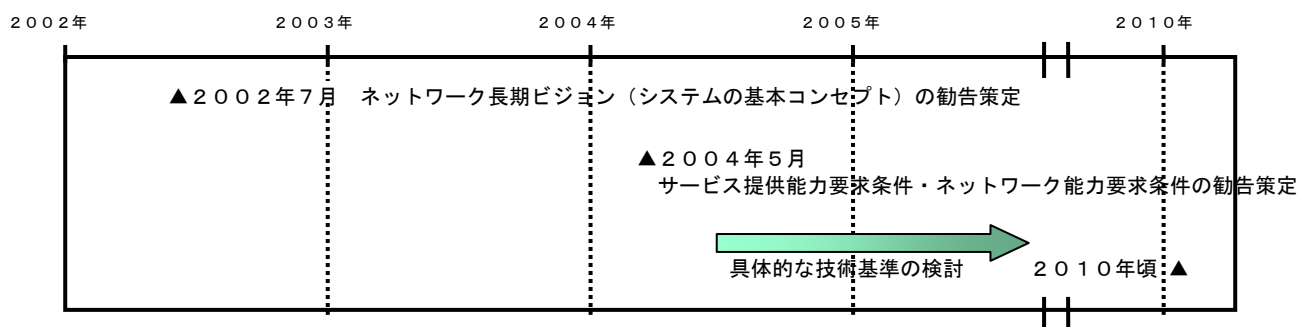 ２００２年　２００３年　２００４年　２００５年　２０１０年
▲２００２年７月　ネットワーク長期ビジョン（システムの基本コンセプト）の勧告策定
▲２００４年５月
サービス提供能力要求条件・ネットワーク能力要求条件の勧告策定
具体的な技術基準の検討　２０１０年頃 ▲